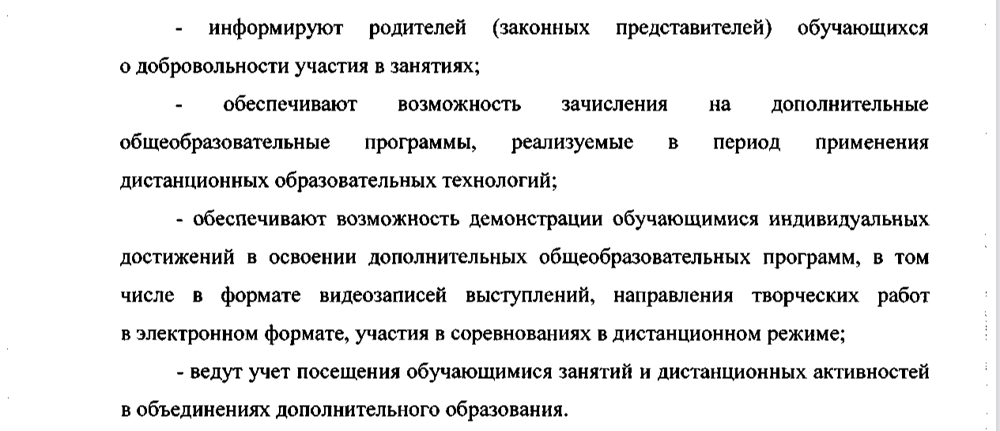 - информируют родителей (законных представителей) обучающихся
о добровольности участия в занятиях;
- обеспечивают возможность зачисления на дополнительные
общеобразовательные программы, реализуемые в период применения
дистанционных образовательных технологий;
- обеспечивают возможность демонстрации обучающимися индивидуальных
достижений в освоении дополнительных общеобразовательных программ, в том
числе в формате видеозаписей выступлений, направления творческих работ
в электронном формате, участия в соревнованиях в дистанционном режиме;
- ведут учет посещения обучающимися занятий и дистанционных активностей
в объединениях дополнительного образования.